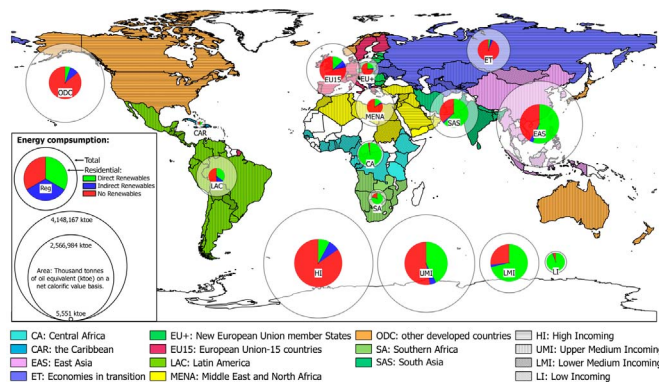 ODC
EU15
EU+
ET
MENA
SAS
EAS
CAR
CA
LAC
SA
Energy compsumption:
Total
Residential:
Direct Renewables
Indirect Renewables
No Renewables
Reg
4,148,167 ktoe
2,566,984 ktoe
Area: Thousand tonnes
of oil equivalent (ktoe) on a
net calorific value basis.
5,551 ktoe
HI
UMI
LMI
CA: Central Africa
CAR: the Caribbean
EAS: East Asia
ET: Economies in transition
EU+: New European Union member States
EU15: European Union-15 countries
LAC: Latin America
MENA: Middle East and North Africa
ODC: other developed countries
SA: Southern Africa
SAS: South Asia
HI: High Incoming
UMI: Upper Medium Incoming
LMI: Lower Medium Incoming
LI: Low Incoming